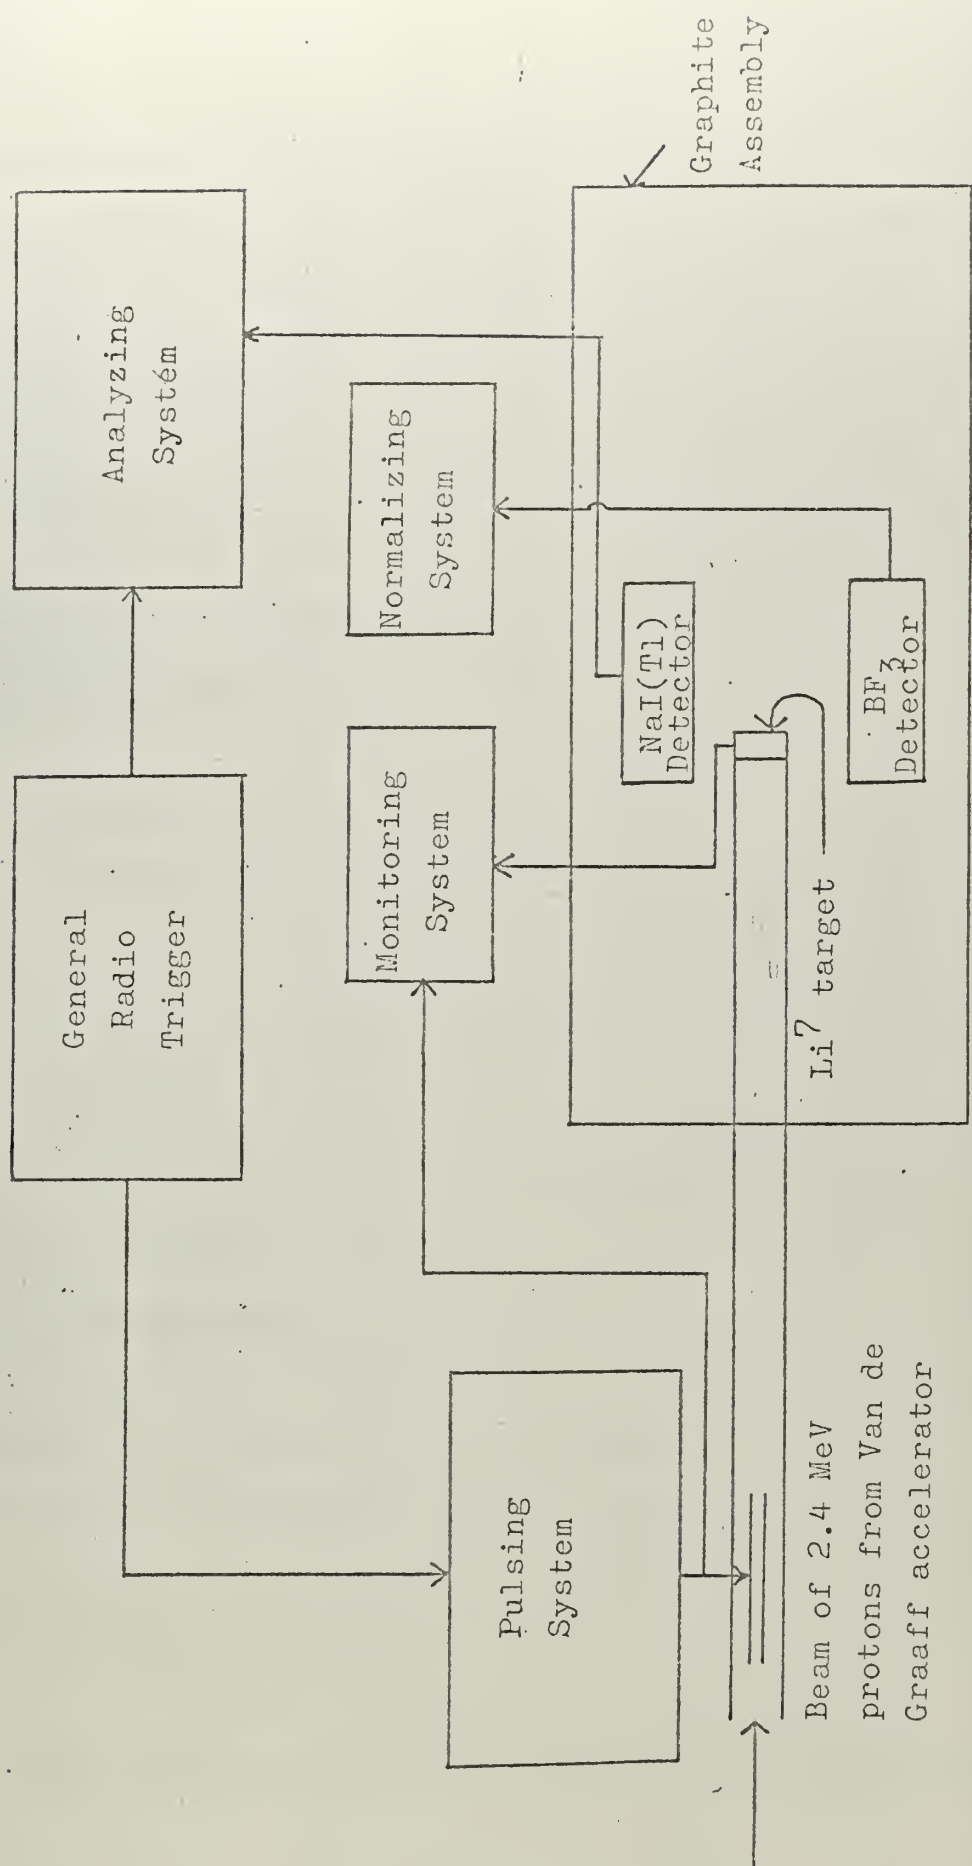 General
Radio
Trigger
Analyzing
System
Pulsing
System
Monitoring
System
Normalizing
System
NaI(Tl)
Detector
BF3
Detector
Li7 target
Graphite
Assembly
Beam of 2.4 MeV
protons from Van de
Graaff accelerator